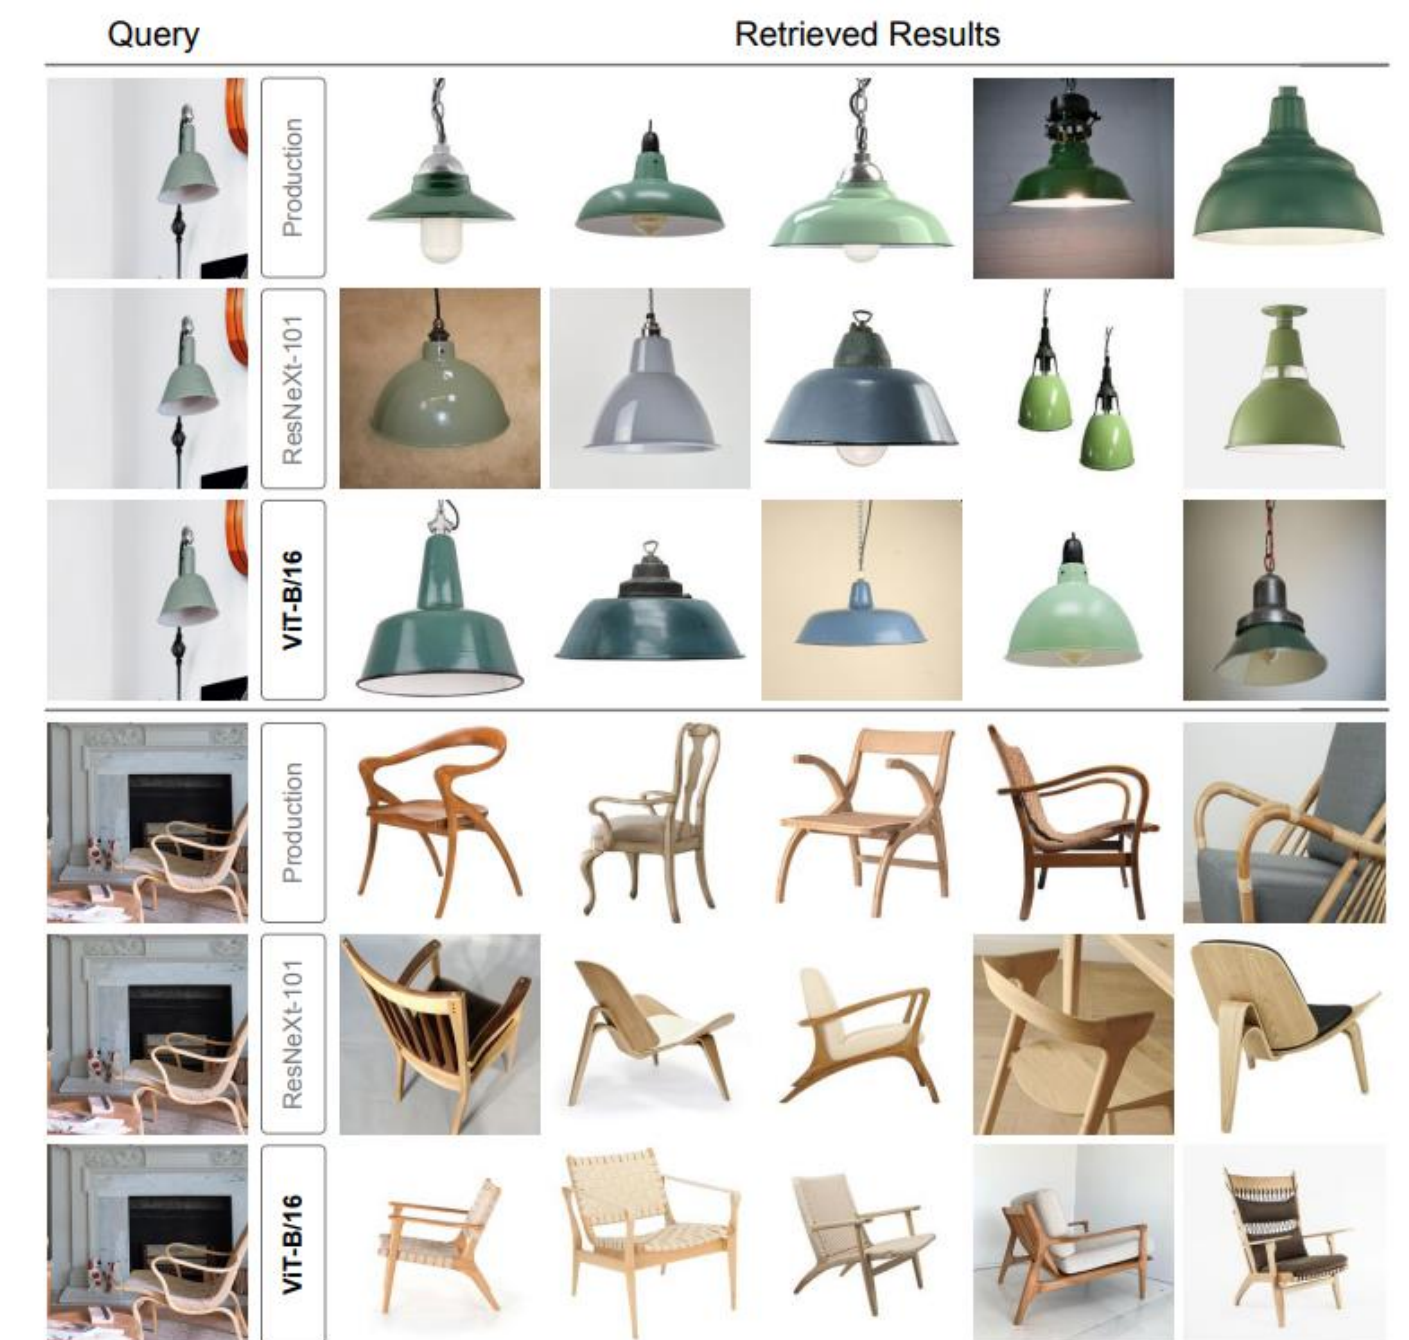 Query Retrieved Results
Production
ResNeXt-101
ViT-B/16
Production
ResNeXt-101
ViT-B/16